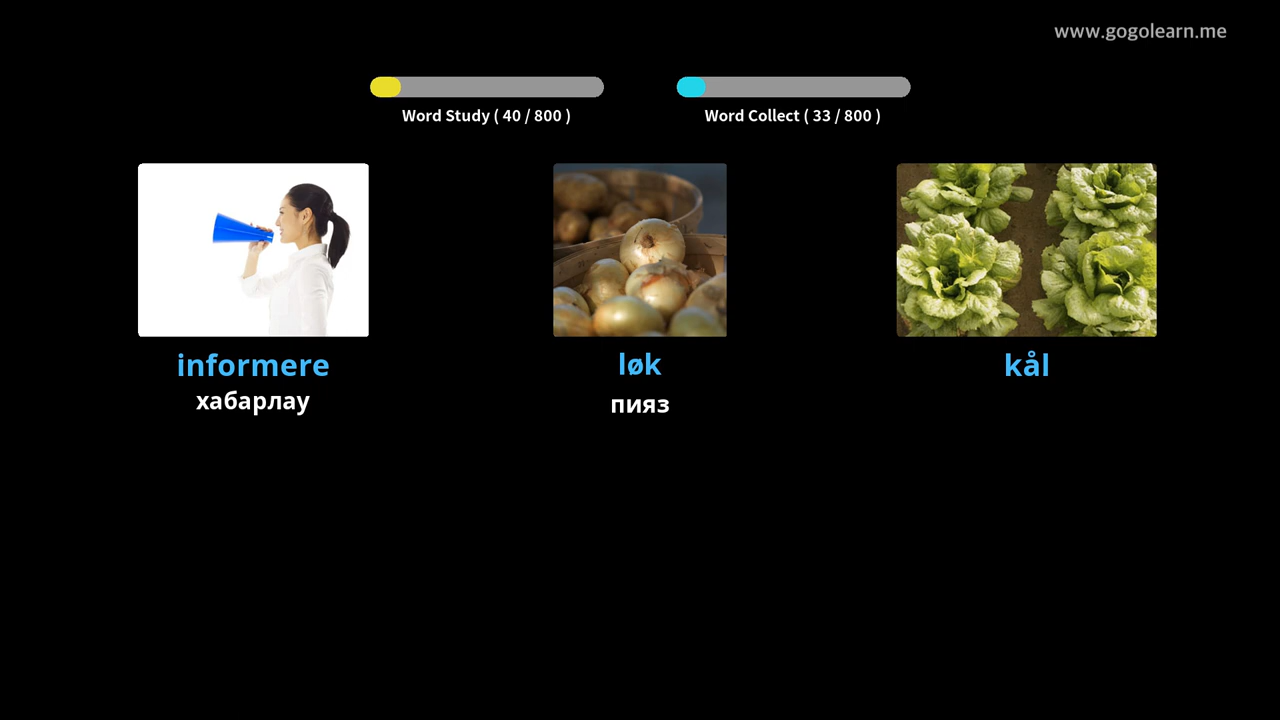 www.gogolearn.me
Word Study ( 40 / 800 )
Word Collect ( 33 / 800 )
informere
хабарлау
løk
пияз
kål